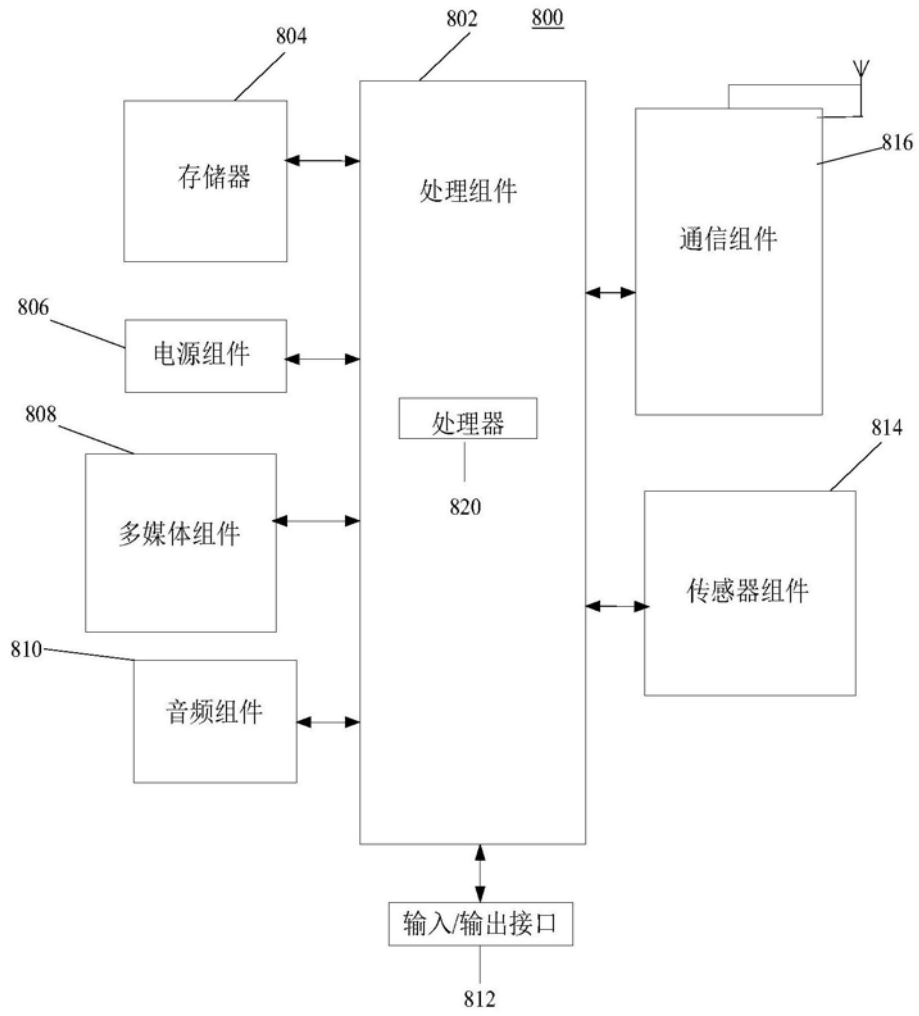 802
800
804
存储器
处理组件
816
通信组件
806
电源组件
处理器
820
808
多媒体组件
814
传感器组件
810
音频组件
输入/输出接口
812